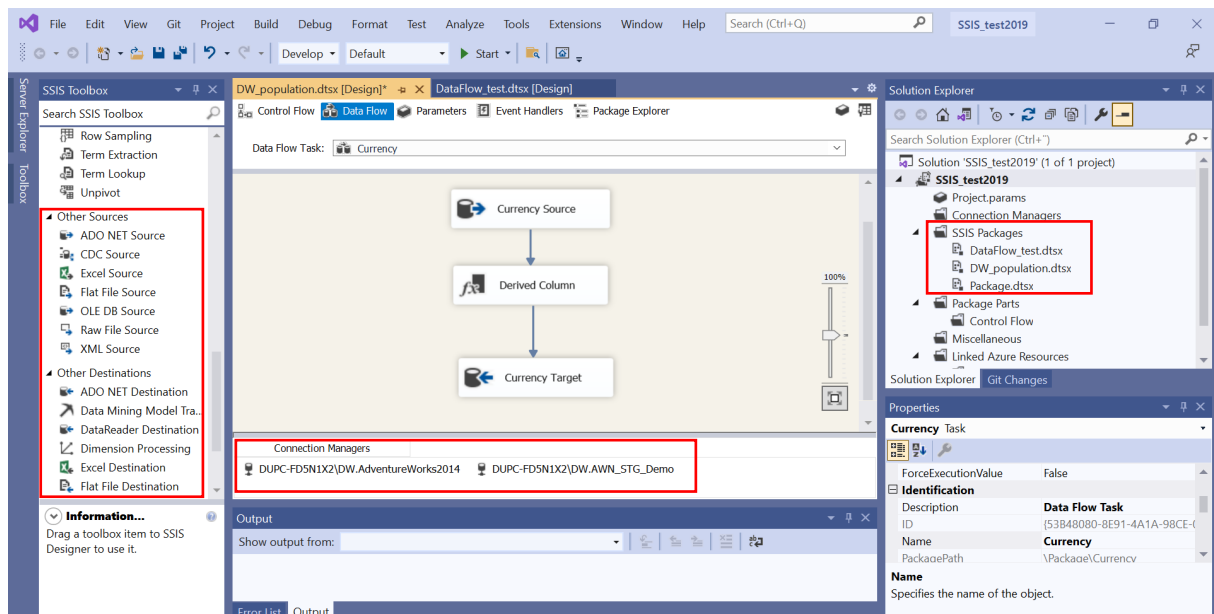 File Edit View Git Project Build Debug Format Test Analyze Tools Extensions Window Help Search (Ctrl+Q) SSIS_test2019
Develop Default Start
Server Explorer
Toolbox
SSIS Toolbox
Search SSIS Toolbox
Row Sampling
Term Extraction
Term Lookup
Unpivot
Other Sources
ADO NET Source
CDC Source
Excel Source
Flat File Source
OLE DB Source
Raw File Source
XML Source
Other Destinations
ADO NET Destination
Data Mining Model Tra...
DataReader Destination
Dimension Processing
Excel Destination
Flat File Destination
Information...
Drag a toolbox item to SSIS
Designer to use it.
DW_population.dtsx [Design]* DataFlow_test.dtsx [Design]
Control Flow Data Flow Parameters Event Handlers Package Explorer
Data Flow Task: Currency
Currency Source
Derived Column
Currency Target
100%
Connection Managers
DUPC-FD5N1X2\DW.AdventureWorks2014 DUPC-FD5N1X2\DW.AWN_STG_Demo
Output
Show output from:
Error List Output
Solution Explorer
Search Solution Explorer (Ctrl+")
Solution 'SSIS_test2019' (1 of 1 project)
SSIS_test2019
Project.params
Connection Managers
SSIS Packages
DataFlow_test.dtsx
DW_population.dtsx
Package.dtsx
Package Parts
Control Flow
Miscellaneous
Linked Azure Resources
Solution Explorer Git Changes
Properties
Currency Task
ForceExecutionValue False
Identification
Description Data Flow Task
ID {53B48080-8E91-4A1A-98CE-(
Name Currency
PackagePath \Package\Currency
Name
Specifies the name of the object.